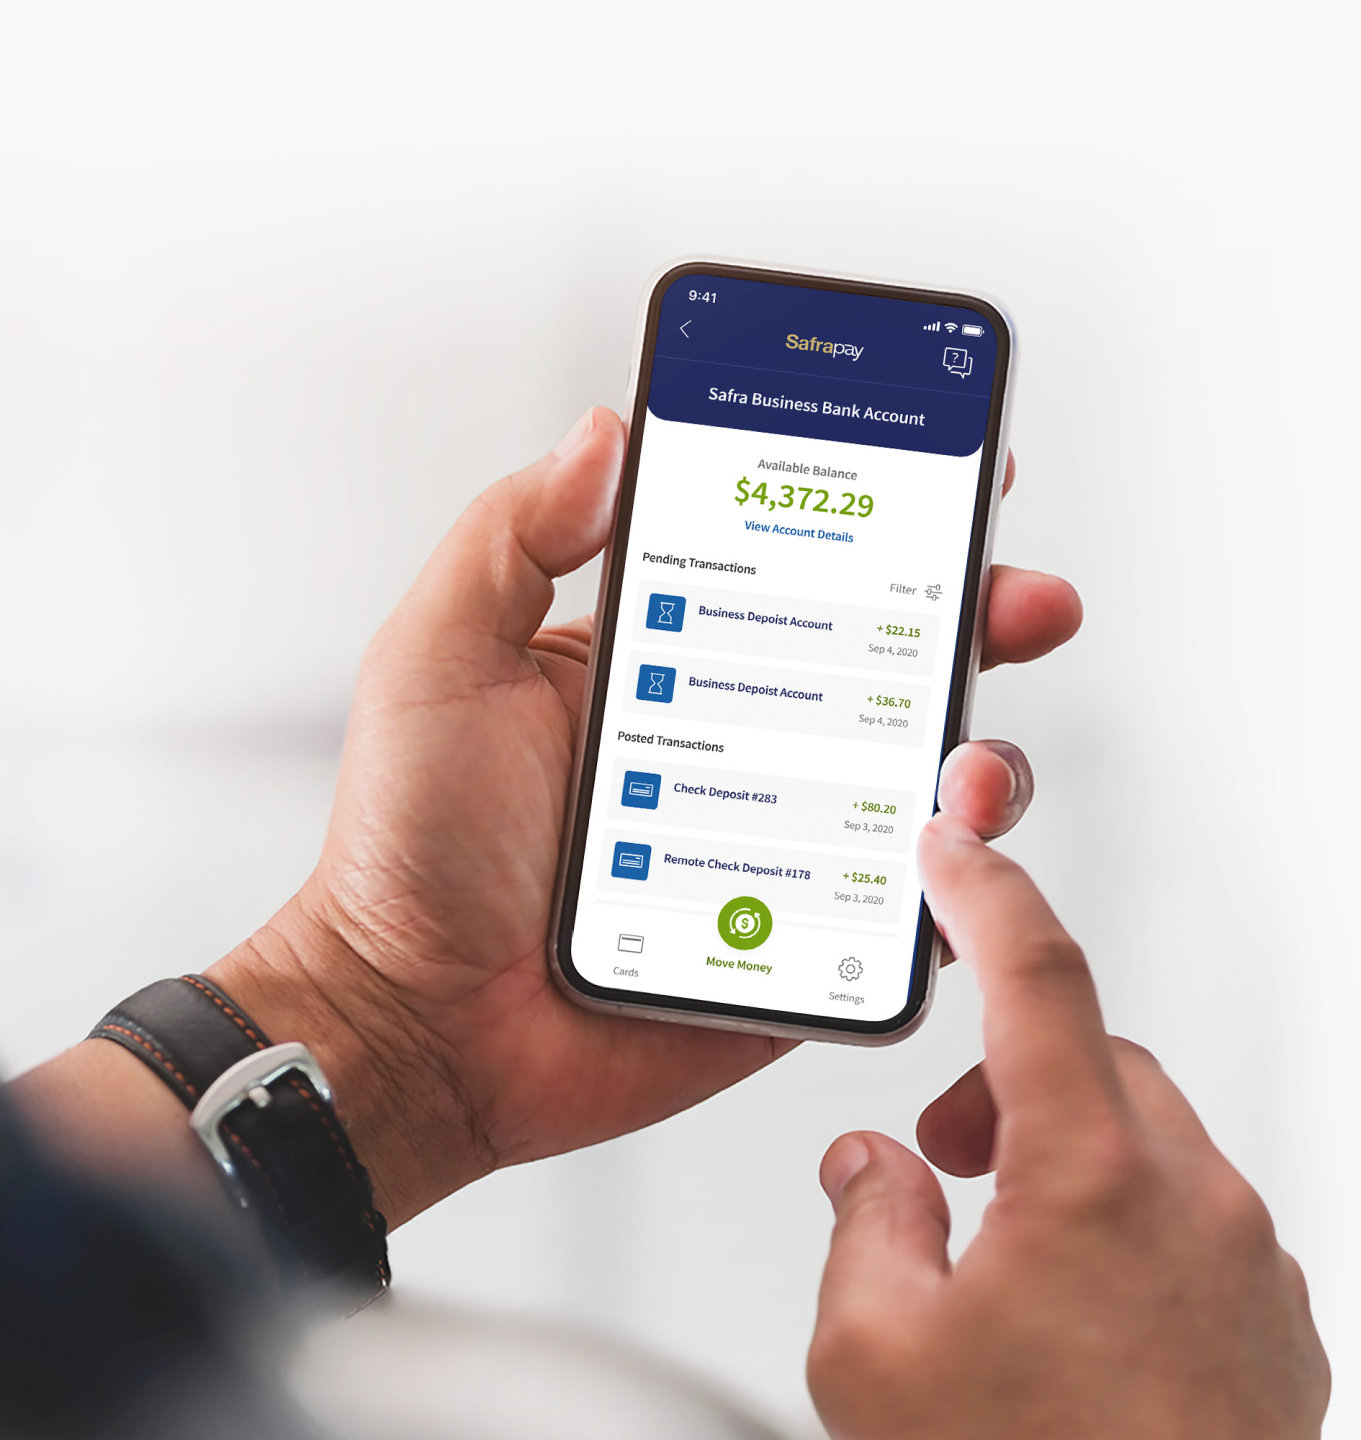 9:41
Safrapay
?
Safra Business Bank Account
Available Balance
$4,372.29
View Account Details
Pending Transactions
Filter
Business Depoist Account
+ $22.15
Sep 4, 2020
Business Depoist Account
+ $36.70
Sep 4, 2020
Posted Transactions
Check Deposit #283
+ $80.20
Sep 3, 2020
Remote Check Deposit #178
+ $25.40
Sep 3, 2020
$
Cards
Move Money
Settings